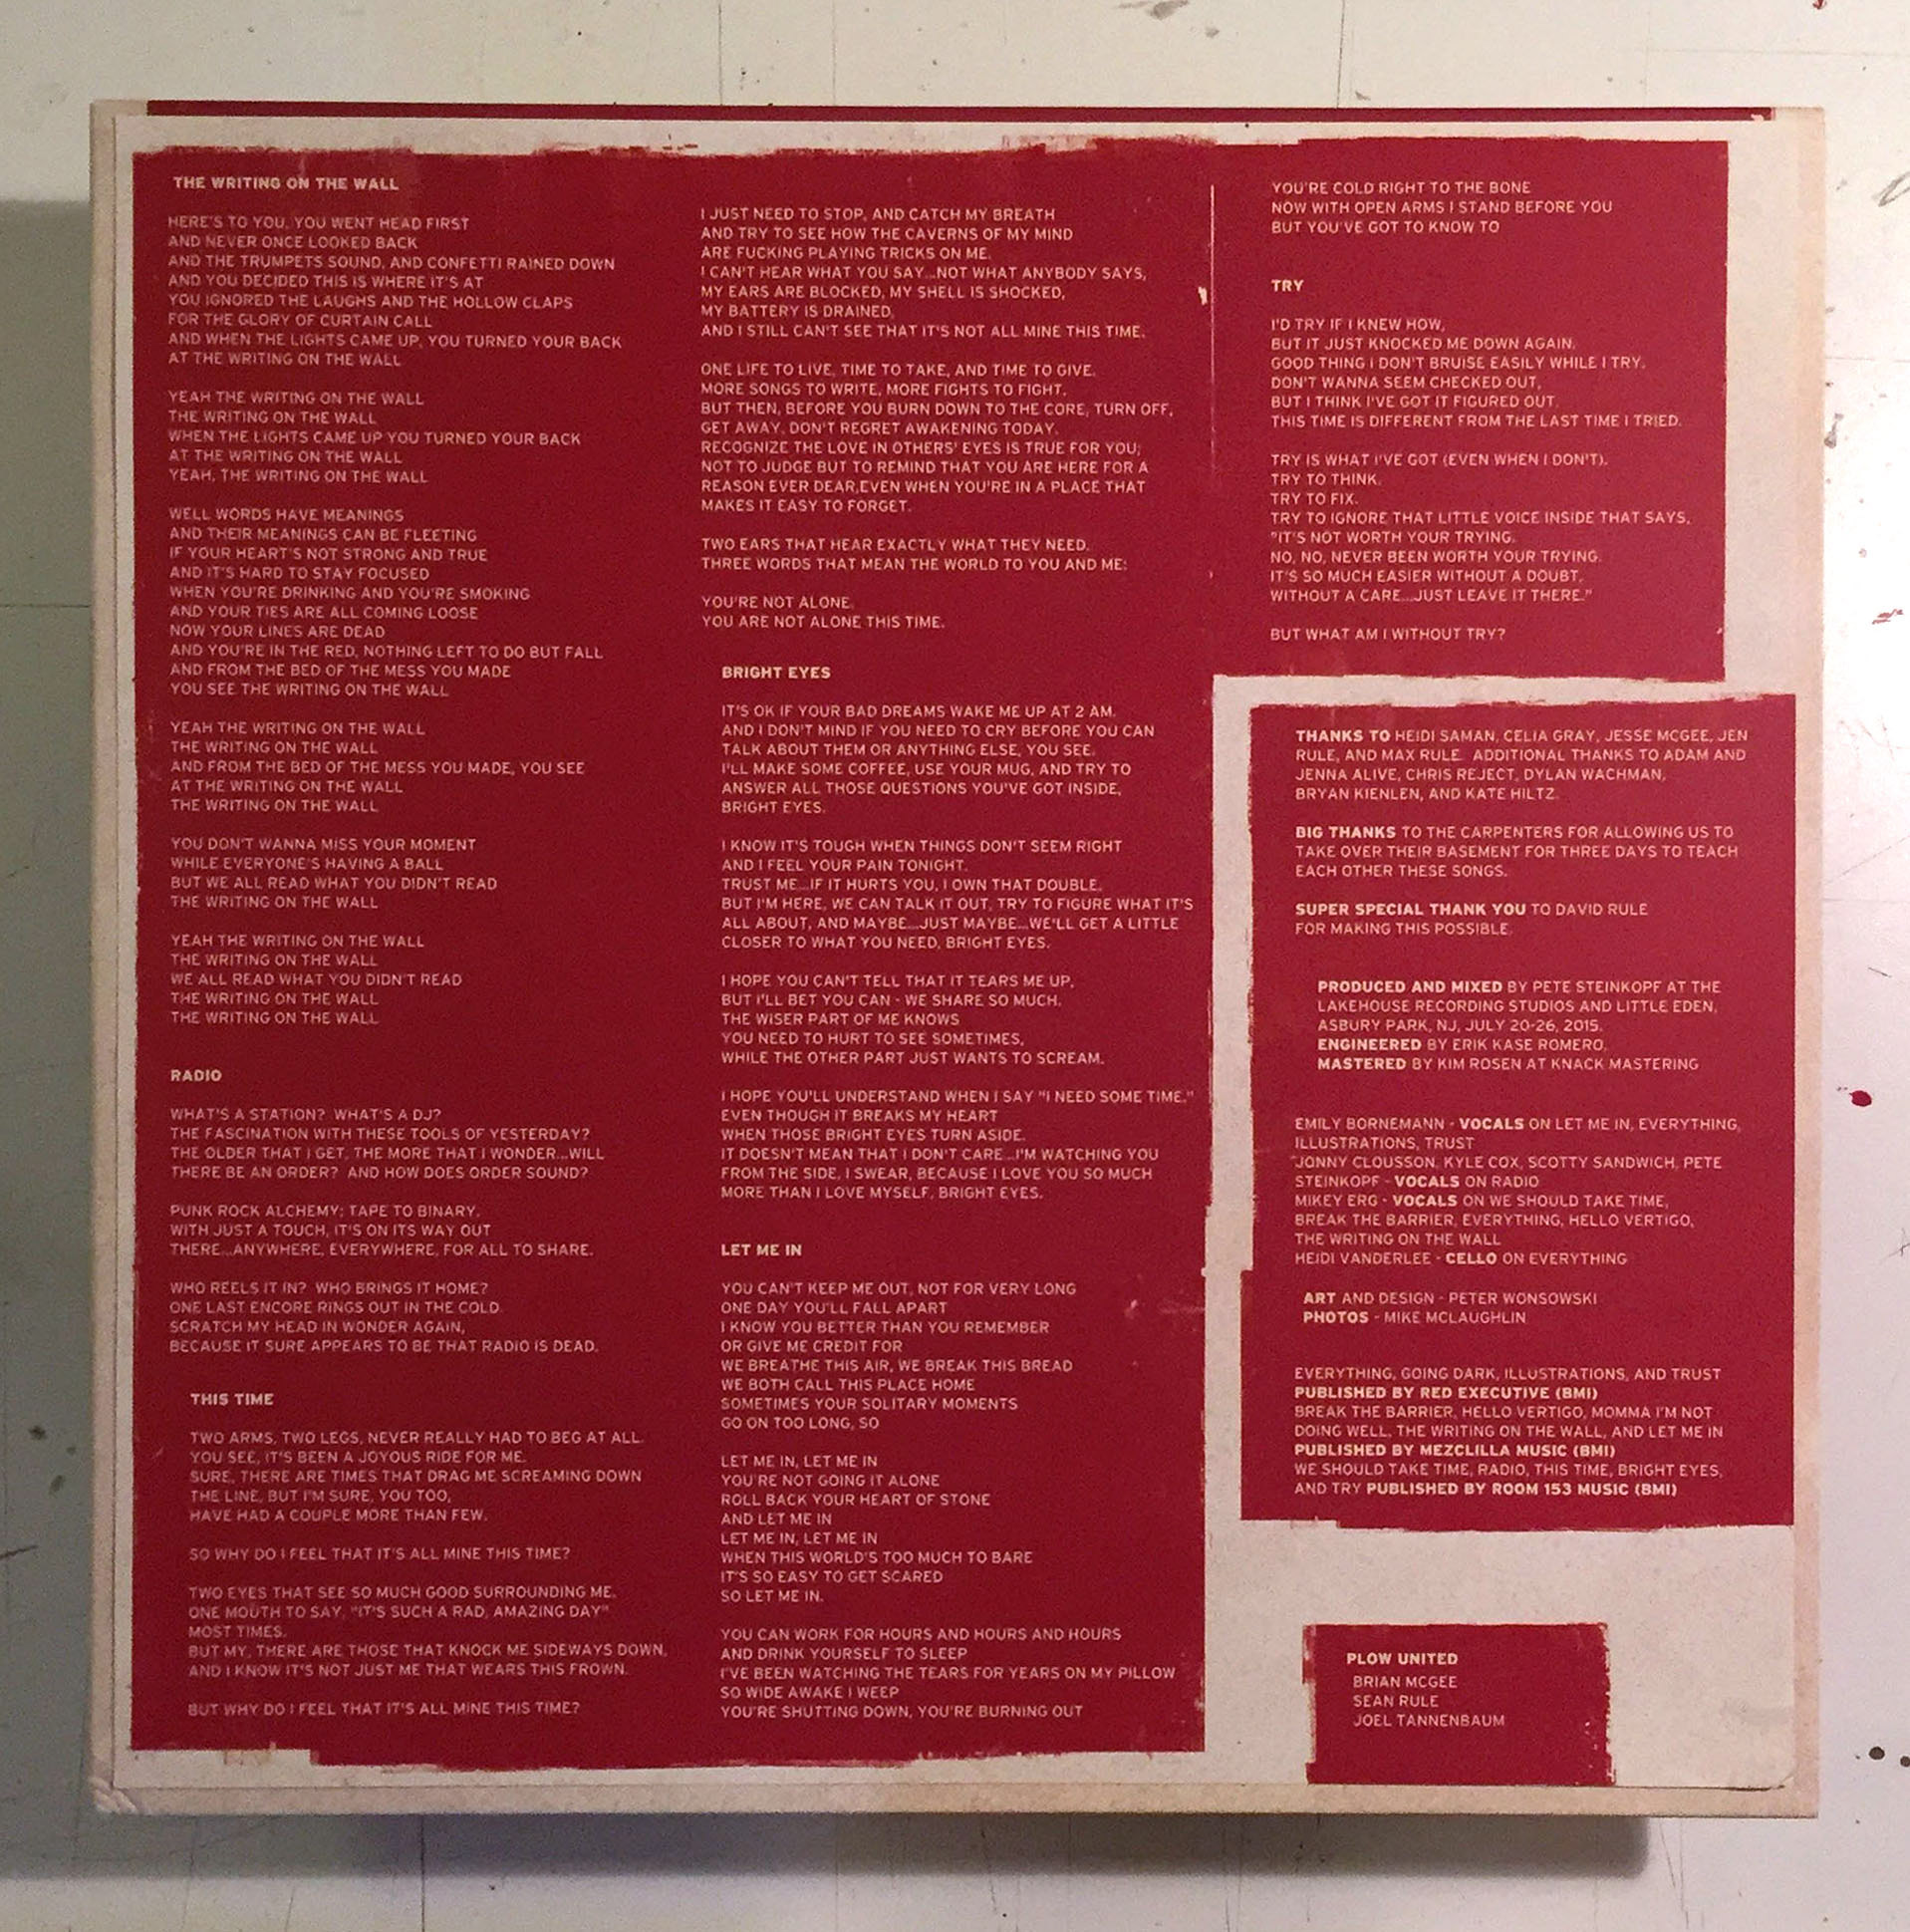 THE WRITING ON THE WALL
HERE'S TO YOU, YOU WENT HEAD FIRST
AND NEVER ONCE LOOKED BACK
AND THE TRUMPETS SOUND, AND CONFETTI RAINED DOWN
AND YOU DECIDED THIS IS WHERE IT'S AT
YOU IGNORED THE LAUGHS AND THE HOLLOW CLAPS
FOR THE GLORY OF CURTAIN CALL
AND WHEN THE LIGHTS CAME UP, YOU TURNED YOUR BACK
AT THE WRITING ON THE WALL
YEAH THE WRITING ON THE WALL
THE WRITING ON THE WALL
WHEN THE LIGHTS CAME UP YOU TURNED YOUR BACK
AT THE WRITING ON THE WALL
YEAH, THE WRITING ON THE WALL
WELL WORDS HAVE MEANINGS
AND THEIR MEANINGS CAN BE FLEETING
IF YOUR HEART'S NOT STRONG AND TRUE
AND IT'S HARD TO STAY FOCUSED
WHEN YOU'RE DRINKING AND YOU'RE SMOKING
AND YOUR TIES ARE ALL COMING LOOSE
NOW YOUR LINES ARE DEAD
AND YOU'RE IN THE RED, NOTHING LEFT TO DO BUT FALL
AND FROM THE BED OF THE MESS YOU MADE
YOU SEE THE WRITING ON THE WALL
YEAH THE WRITING ON THE WALL
THE WRITING ON THE WALL
AND FROM THE BED OF THE MESS YOU MADE, YOU SEE
AT THE WRITING ON THE WALL
THE WRITING ON THE WALL
YOU DON'T WANNA MISS YOUR MOMENT
WHILE EVERYONE'S HAVING A BALL
BUT WE ALL READ WHAT YOU DIDN'T READ
THE WRITING ON THE WALL
YEAH THE WRITING ON THE WALL
THE WRITING ON THE WALL
WE ALL READ WHAT YOU DIDN'T READ
THE WRITING ON THE WALL
THE WRITING ON THE WALL
RADIO
WHAT'S A STATION? WHAT'S A DJ?
THE FASCINATION WITH THESE TOOLS OF YESTERDAY?
THE OLDER THAT I GET, THE MORE THAT I WONDER...WILL
THERE BE AN ORDER? AND HOW DOES ORDER SOUND?
PUNK ROCK ALCHEMY; TAPE TO BINARY.
WITH JUST A TOUCH, IT'S ON ITS WAY OUT
THERE...ANYWHERE, EVERYWHERE, FOR ALL TO SHARE.
WHO REELS IT IN? WHO BRINGS IT HOME?
ONE LAST ENCORE RINGS OUT IN THE COLD.
SCRATCH MY HEAD IN WONDER AGAIN,
BECAUSE IT SURE APPEARS TO BE THAT RADIO IS DEAD.
THIS TIME
TWO ARMS, TWO LEGS, NEVER REALLY HAD TO BEG AT ALL.
YOU SEE, IT'S BEEN A JOYOUS RIDE FOR ME.
SURE, THERE ARE TIMES THAT DRAG ME SCREAMING DOWN
THE LINE, BUT I'M SURE, YOU TOO,
HAVE HAD A COUPLE MORE THAN FEW.
SO WHY DO I FEEL THAT IT'S ALL MINE THIS TIME?
TWO EYES THAT SEE SO MUCH GOOD SURROUNDING ME.
ONE MOUTH TO SAY, "IT'S SUCH A RAD, AMAZING DAY"
MOST TIMES.
BUT MY, THERE ARE THOSE THAT KNOCK ME SIDEWAYS DOWN,
AND I KNOW IT'S NOT JUST ME THAT WEARS THIS FROWN.
BUT WHY DO I FEEL THAT IT'S ALL MINE THIS TIME?
I JUST NEED TO STOP, AND CATCH MY BREATH
AND TRY TO SEE HOW THE CAVERNS OF MY MIND
ARE FUCKING PLAYING TRICKS ON ME.
I CAN'T HEAR WHAT YOU SAY...NOT WHAT ANYBODY SAYS,
MY EARS ARE BLOCKED, MY SHELL IS SHOCKED,
MY BATTERY IS DRAINED,
AND I STILL CAN'T SEE THAT IT'S NOT ALL MINE THIS TIME.
ONE LIFE TO LIVE, TIME TO TAKE, AND TIME TO GIVE.
MORE SONGS TO WRITE, MORE FIGHTS TO FIGHT.
BUT THEN, BEFORE YOU BURN DOWN TO THE CORE, TURN OFF,
GET AWAY, DON'T REGRET AWAKENING TODAY.
RECOGNIZE THE LOVE IN OTHERS' EYES IS TRUE FOR YOU;
NOT TO JUDGE BUT TO REMIND THAT YOU ARE HERE FOR A
REASON EVER DEAR,EVEN WHEN YOU'RE IN A PLACE THAT
MAKES IT EASY TO FORGET.
TWO EARS THAT HEAR EXACTLY WHAT THEY NEED.
THREE WORDS THAT MEAN THE WORLD TO YOU AND ME:
YOU'RE NOT ALONE.
YOU ARE NOT ALONE THIS TIME.
BRIGHT EYES
IT'S OK IF YOUR BAD DREAMS WAKE ME UP AT 2 AM.
AND I DON'T MIND IF YOU NEED TO CRY BEFORE YOU CAN
TALK ABOUT THEM OR ANYTHING ELSE, YOU SEE.
I'LL MAKE SOME COFFEE, USE YOUR MUG, AND TRY TO
ANSWER ALL THOSE QUESTIONS YOU'VE GOT INSIDE,
BRIGHT EYES.
I KNOW IT'S TOUGH WHEN THINGS DON'T SEEM RIGHT
AND I FEEL YOUR PAIN TONIGHT.
TRUST ME...IF IT HURTS YOU, I OWN THAT DOUBLE.
BUT I'M HERE, WE CAN TALK IT OUT, TRY TO FIGURE WHAT IT'S
ALL ABOUT, AND MAYBE...JUST MAYBE...WE'LL GET A LITTLE
CLOSER TO WHAT YOU NEED, BRIGHT EYES.
I HOPE YOU CAN'T TELL THAT IT TEARS ME UP,
BUT I'LL BET YOU CAN - WE SHARE SO MUCH.
THE WISER PART OF ME KNOWS
YOU NEED TO HURT TO SEE SOMETIMES,
WHILE THE OTHER PART JUST WANTS TO SCREAM.
I HOPE YOU'LL UNDERSTAND WHEN I SAY "I NEED SOME TIME."
EVEN THOUGH IT BREAKS MY HEART
WHEN THOSE BRIGHT EYES TURN ASIDE.
IT DOESN'T MEAN THAT I DON'T CARE...I'M WATCHING YOU
FROM THE SIDE, I SWEAR, BECAUSE I LOVE YOU SO MUCH
MORE THAN I LOVE MYSELF, BRIGHT EYES.
LET ME IN
YOU CAN'T KEEP ME OUT, NOT FOR VERY LONG
ONE DAY YOU'LL FALL APART
I KNOW YOU BETTER THAN YOU REMEMBER
OR GIVE ME CREDIT FOR
WE BREATHE THIS AIR, WE BREAK THIS BREAD
WE BOTH CALL THIS PLACE HOME
SOMETIMES YOUR SOLITARY MOMENTS
GO ON TOO LONG, SO
LET ME IN, LET ME IN
YOU'RE NOT GOING IT ALONE
ROLL BACK YOUR HEART OF STONE
AND LET ME IN
LET ME IN, LET ME IN
WHEN THIS WORLD'S TOO MUCH TO BARE
IT'S SO EASY TO GET SCARED
SO LET ME IN.
YOU CAN WORK FOR HOURS AND HOURS AND HOURS
AND DRINK YOURSELF TO SLEEP
I'VE BEEN WATCHING THE TEARS FOR YEARS ON MY PILLOW
SO WIDE AWAKE I WEEP
YOU'RE SHUTTING DOWN, YOU'RE BURNING OUT
YOU'RE COLD RIGHT TO THE BONE
NOW WITH OPEN ARMS I STAND BEFORE YOU
BUT YOU'VE GOT TO KNOW TO
TRY
I'D TRY IF I KNEW HOW,
BUT IT JUST KNOCKED ME DOWN AGAIN.
GOOD THING I DON'T BRUISE EASILY WHILE I TRY.
DON'T WANNA SEEM CHECKED OUT,
BUT I THINK I'VE GOT IT FIGURED OUT.
THIS TIME IS DIFFERENT FROM THE LAST TIME I TRIED.
TRY IS WHAT I'VE GOT (EVEN WHEN I DON'T).
TRY TO THINK.
TRY TO FIX.
TRY TO IGNORE THAT LITTLE VOICE INSIDE THAT SAYS,
"IT'S NOT WORTH YOUR TRYING.
NO, NO, NEVER BEEN WORTH YOUR TRYING.
IT'S SO MUCH EASIER WITHOUT A DOUBT,
WITHOUT A CARE...JUST LEAVE IT THERE."
BUT WHAT AM I WITHOUT TRY?
THANKS TO HEIDI SAMAN, CELIA GRAY, JESSE MCGEE, JEN
RULE, AND MAX RULE. ADDITIONAL THANKS TO ADAM AND
JENNA ALIVE, CHRIS REJECT, DYLAN WACHMAN,
BRYAN KIENLEN, AND KATE HILTZ.
BIG THANKS TO THE CARPENTERS FOR ALLOWING US TO
TAKE OVER THEIR BASEMENT FOR THREE DAYS TO TEACH
EACH OTHER THESE SONGS.
SUPER SPECIAL THANK YOU TO DAVID RULE
FOR MAKING THIS POSSIBLE.
PRODUCED AND MIXED BY PETE STEINKOPF AT THE
LAKEHOUSE RECORDING STUDIOS AND LITTLE EDEN,
ASBURY PARK, NJ, JULY 20-26, 2015.
ENGINEERED BY ERIK KASE ROMERO.
MASTERED BY KIM ROSEN AT KNACK MASTERING
EMILY BORNEMANN - VOCALS ON LET ME IN, EVERYTHING,
ILLUSTRATIONS, TRUST
JONNY CLOUSSON, KYLE COX, SCOTTY SANDWICH, PETE
STEINKOPF - VOCALS ON RADIO
MIKEY ERG - VOCALS ON WE SHOULD TAKE TIME,
BREAK THE BARRIER, EVERYTHING, HELLO VERTIGO,
THE WRITING ON THE WALL
HEIDI VANDERLEE - CELLO ON EVERYTHING
ART AND DESIGN - PETER WONSOWSKI
PHOTOS - MIKE MCLAUGHLIN
EVERYTHING, GOING DARK, ILLUSTRATIONS, AND TRUST
PUBLISHED BY RED EXECUTIVE (BMI)
BREAK THE BARRIER, HELLO VERTIGO, MOMMA I'M NOT
DOING WELL, THE WRITING ON THE WALL, AND LET ME IN
PUBLISHED BY MEZCLILLA MUSIC (BMI)
WE SHOULD TAKE TIME, RADIO, THIS TIME, BRIGHT EYES,
AND TRY PUBLISHED BY ROOM 153 MUSIC (BMI)
PLOW UNITED
BRIAN MCGEE
SEAN RULE
JOEL TANNENBAUM